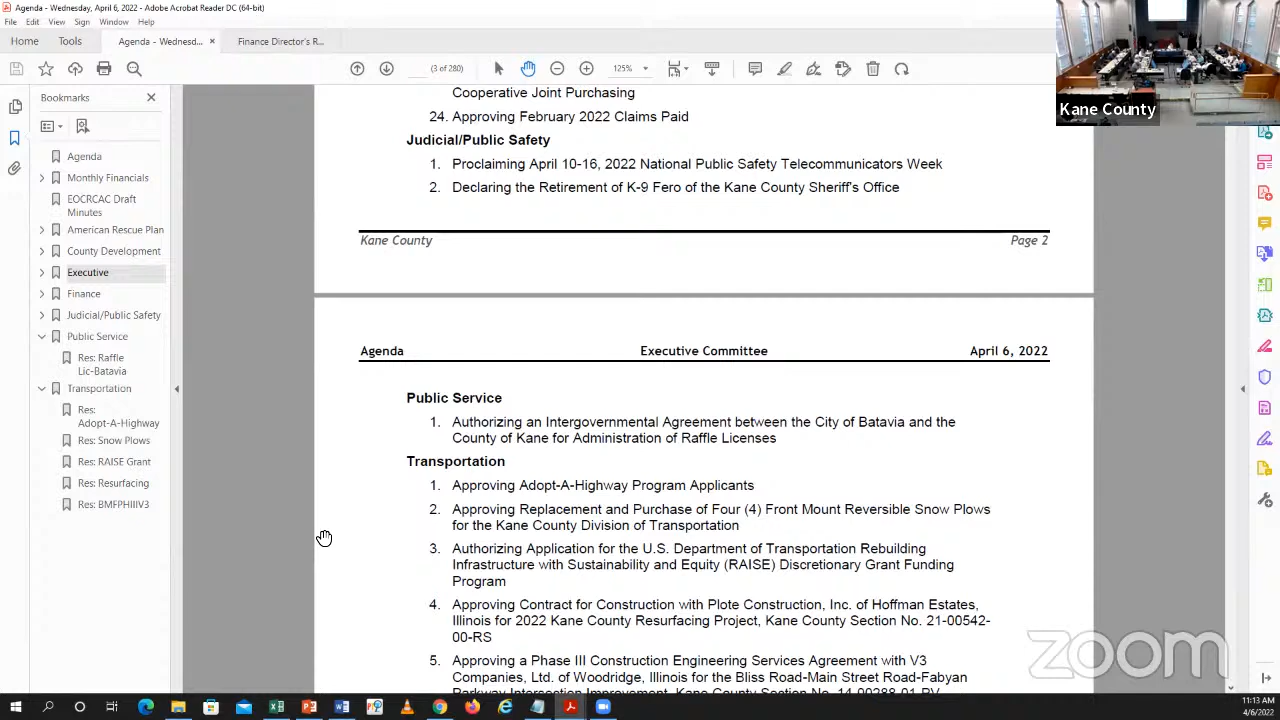 Agenda - Wednesday, April 6, 2022 - Adobe Acrobat Reader DC (64-bit)
File Edit View Sign Window Help
Home Tools Agenda - Wednesd... × Finance Director's R...
(3 of 280) 125%
Kane County
Bookmarks
Agenda
Monthly Financials
EOCRCAC Draft
Minutes
American Rescue Plan
County Development
Executive
Finance
Judicial/Public Safety
Public Service
Res: Raffle
Lic-Batavia
Transportation
Res:
Adopt-A-Highway
Res: Snow Plows
Res: RAISE Grant
Res: Resurfacing
Res: BMFPHIIIV3
Cooperative Joint Purchasing
24. Approving February 2022 Claims Paid
Judicial/Public Safety
1. Proclaiming April 10-16, 2022 National Public Safety Telecommunicators Week
2. Declaring the Retirement of K-9 Fero of the Kane County Sheriff's Office
Kane County Page 2
Agenda Executive Committee April 6, 2022
Public Service
1. Authorizing an Intergovernmental Agreement between the City of Batavia and the
County of Kane for Administration of Raffle Licenses
Transportation
1. Approving Adopt-A-Highway Program Applicants
2. Approving Replacement and Purchase of Four (4) Front Mount Reversible Snow Plows
for the Kane County Division of Transportation
3. Authorizing Application for the U.S. Department of Transportation Rebuilding
Infrastructure with Sustainability and Equity (RAISE) Discretionary Grant Funding
Program
4. Approving Contract for Construction with Plote Construction, Inc. of Hoffman Estates,
Illinois for 2022 Kane County Resurfacing Project, Kane County Section No. 21-00542-
00-RS
5. Approving a Phase III Construction Engineering Services Agreement with V3
Companies, Ltd. of Woodridge, Illinois for the Bliss Road-Main Street Road-Fabyan
Parkway Intersection Improvement, Kane County Section No. 14-00288-01-PV
zoom
11:13 AM
4/6/2022